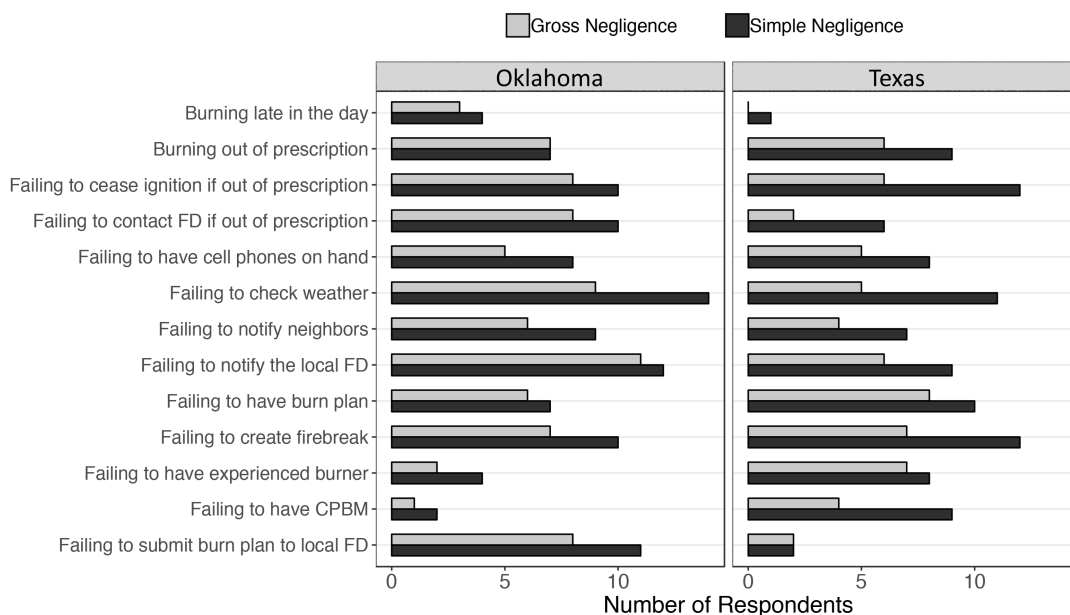 Gross Negligence Simple Negligence
Oklahoma Texas
Burning late in the day
Burning out of prescription
Failing to cease ignition if out of prescription
Failing to contact FD if out of prescription
Failing to have cell phones on hand
Failing to check weather
Failing to notify neighbors
Failing to notify the local FD
Failing to have burn plan
Failing to create firebreak
Failing to have experienced burner
Failing to have CPBM
Failing to submit burn plan to local FD
0 5 10 0 5 10
Number of Respondents